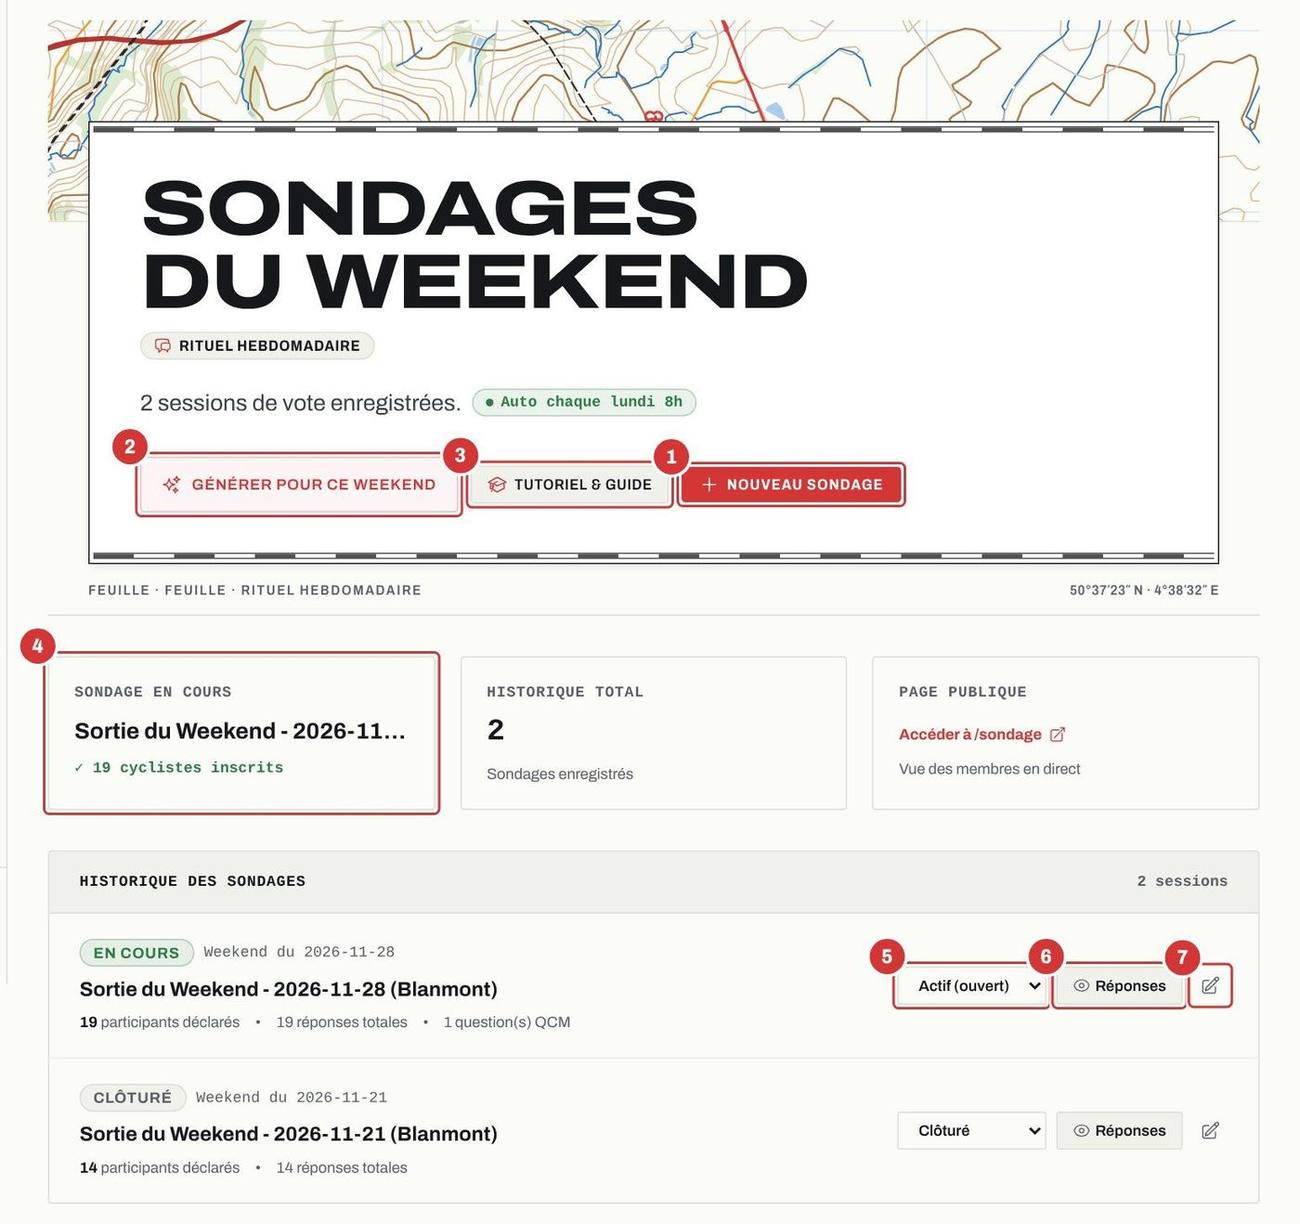 SONDAGES
DU WEEKEND
RITUEL HEBDOMADAIRE
2 sessions de vote enregistrées. Auto chaque lundi 8h
2 GÉNÉRER POUR CE WEEKEND 3 TUTORIEL & GUIDE 1 NOUVEAU SONDAGE
FEUILLE · FEUILLE · RITUEL HEBDOMADAIRE 50°37'23" N · 4°38'32" E
4
SONDAGE EN COURS
Sortie du Weekend - 2026-11...
✓ 19 cyclistes inscrits
HISTORIQUE TOTAL
2
Sondages enregistrés
PAGE PUBLIQUE
Accéder à /sondage
Vue des membres en direct
HISTORIQUE DES SONDAGES 2 sessions
EN COURS Weekend du 2026-11-28
Sortie du Weekend - 2026-11-28 (Blanmont)
19 participants déclarés • 19 réponses totales • 1 question(s) QCM
5 Actif (ouvert) 6 Réponses 7
CLÔTURÉ Weekend du 2026-11-21
Sortie du Weekend - 2026-11-21 (Blanmont)
14 participants déclarés • 14 réponses totales
Clôturé Réponses